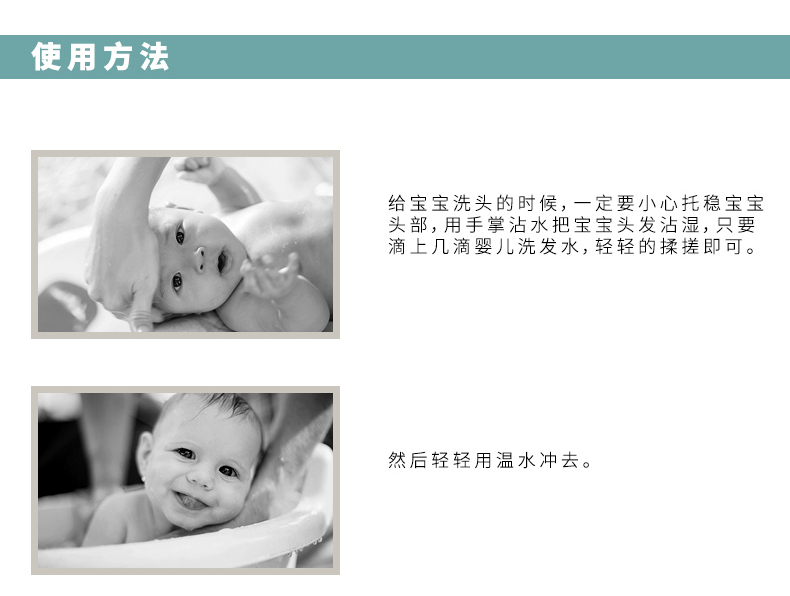 使用方法
给宝宝洗头的时候，一定要小心托稳宝宝
头部，用手掌沾水把宝宝头发沾湿，只要
滴上几滴婴儿洗发水，轻轻的揉搓即可。
然后轻轻用温水冲去。